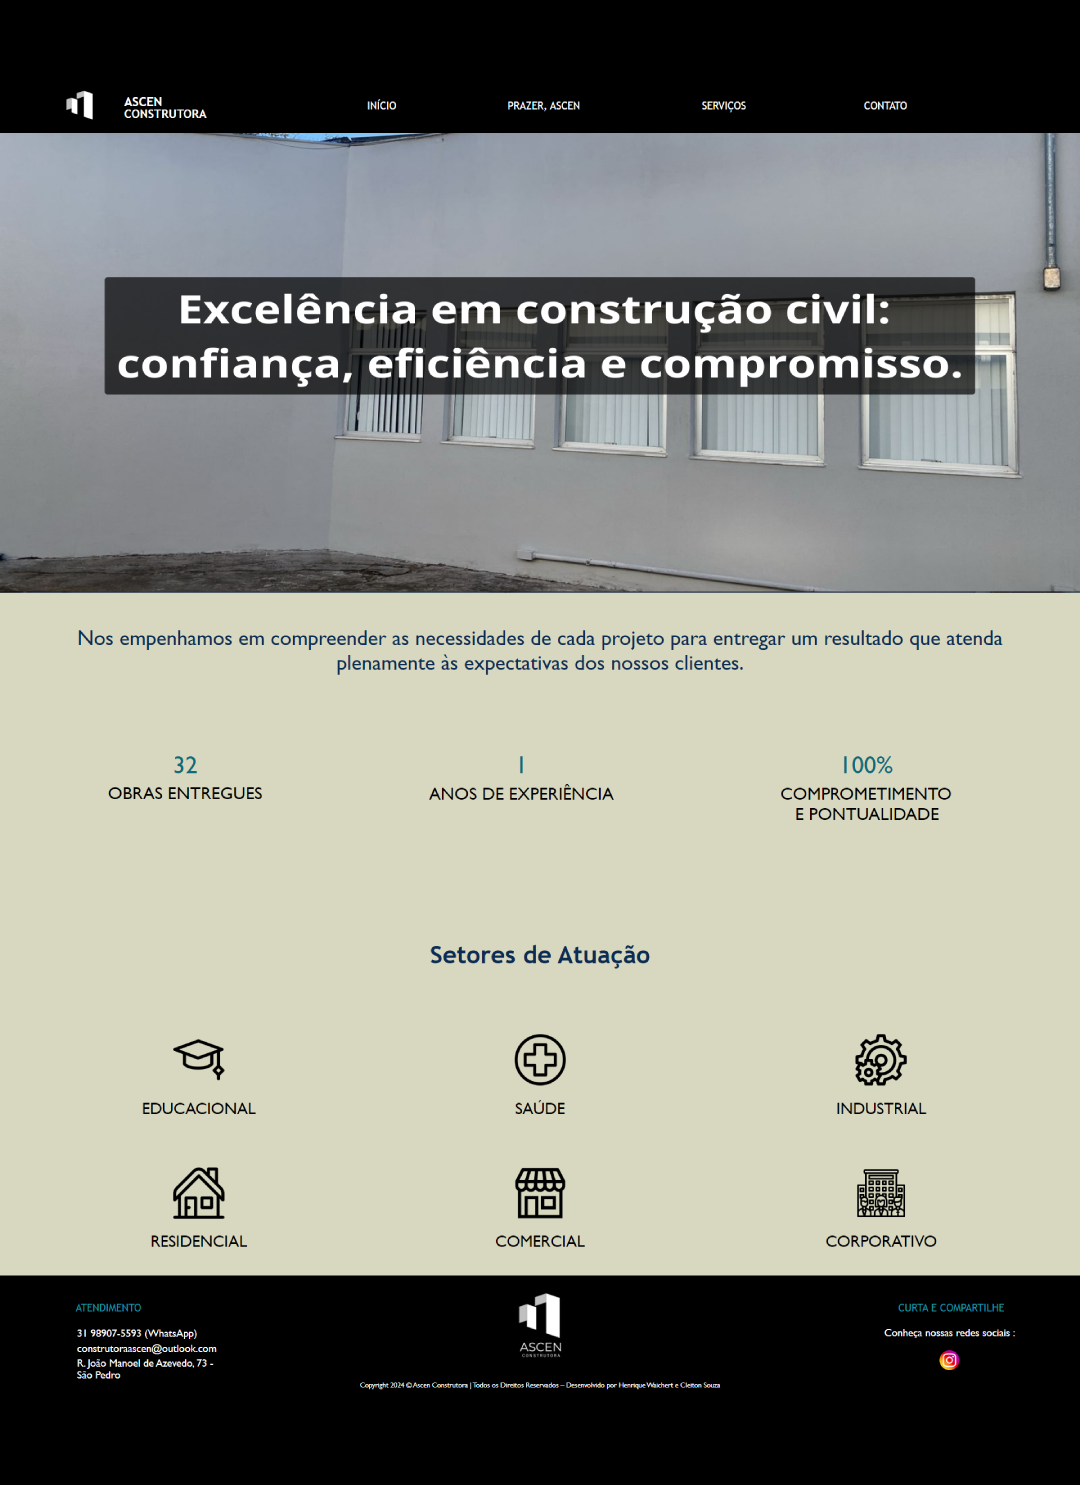 ASCEN
CONSTRUTORA
INÍCIO
PRAZER, ASCEN
SERVIÇOS
CONTATO
Excelência em construção civil:
confiança, eficiência e compromisso.
Nos empenhamos em compreender as necessidades de cada projeto para entregar um resultado que atenda
plenamente às expectativas dos nossos clientes.
32
OBRAS ENTREGUES
1
ANOS DE EXPERIÊNCIA
100%
COMPROMETIMENTO
E PONTUALIDADE
Setores de Atuação
EDUCACIONAL
SAÚDE
INDUSTRIAL
RESIDENCIAL
COMERCIAL
CORPORATIVO
ATENDIMENTO
31 98907-5593 (WhatsApp)
construtoraascen@outlook.com
R. João Manoel de Azevedo, 73 -
São Pedro
ASCEN
CONSTRUTORA
CURTA E COMPARTILHE
Conheça nossas redes sociais :
Copyright 2024 © Ascen Construtora | Todos os Direitos Reservados – Desenvolvido por Henrique Waichert e Cleiton Souza